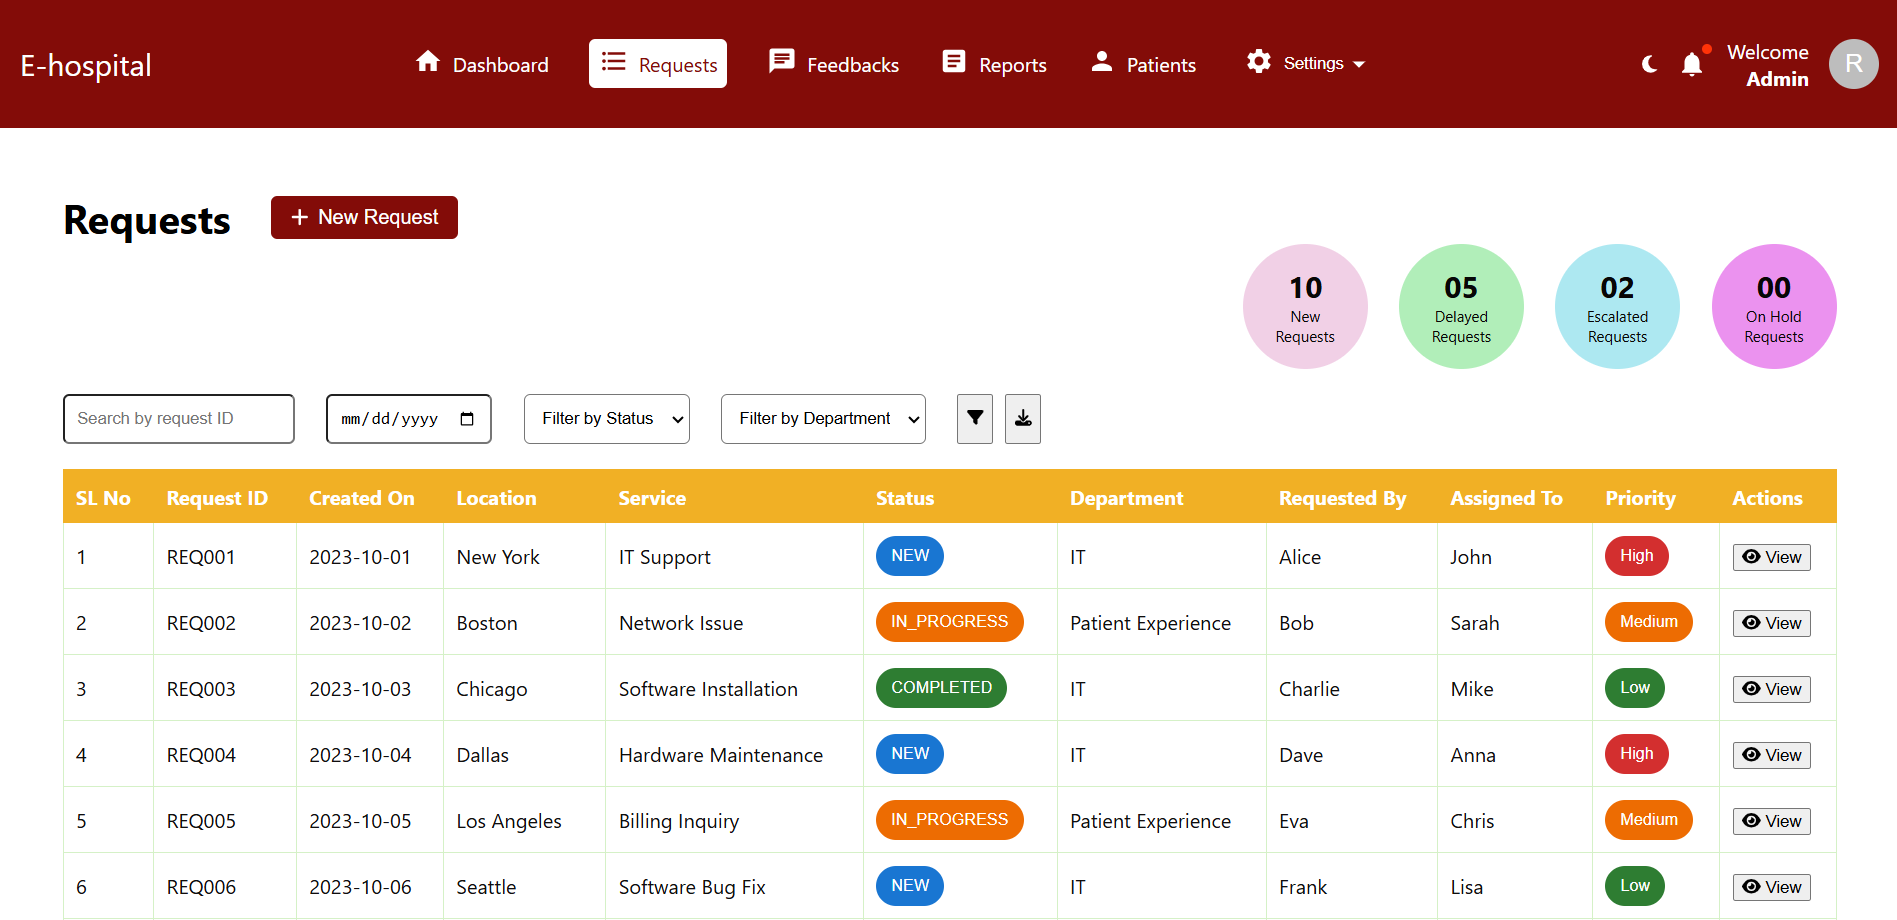 E-hospital
Dashboard
Requests
Feedbacks
Reports
Patients
Settings
Welcome
Admin
R
Requests
New Request
10
New
Requests
05
Delayed
Requests
02
Escalated
Requests
00
On Hold
Requests
Search by request ID
mm/dd/yyyy
Filter by Status
Filter by Department
SL No Request ID Created On Location Service Status Department Requested By Assigned To Priority Actions
1 REQ001 2023-10-01 New York IT Support NEW IT Alice John High View
2 REQ002 2023-10-02 Boston Network Issue IN_PROGRESS Patient Experience Bob Sarah Medium View
3 REQ003 2023-10-03 Chicago Software Installation COMPLETED IT Charlie Mike Low View
4 REQ004 2023-10-04 Dallas Hardware Maintenance NEW IT Dave Anna High View
5 REQ005 2023-10-05 Los Angeles Billing Inquiry IN_PROGRESS Patient Experience Eva Chris Medium View
6 REQ006 2023-10-06 Seattle Software Bug Fix NEW IT Frank Lisa Low View